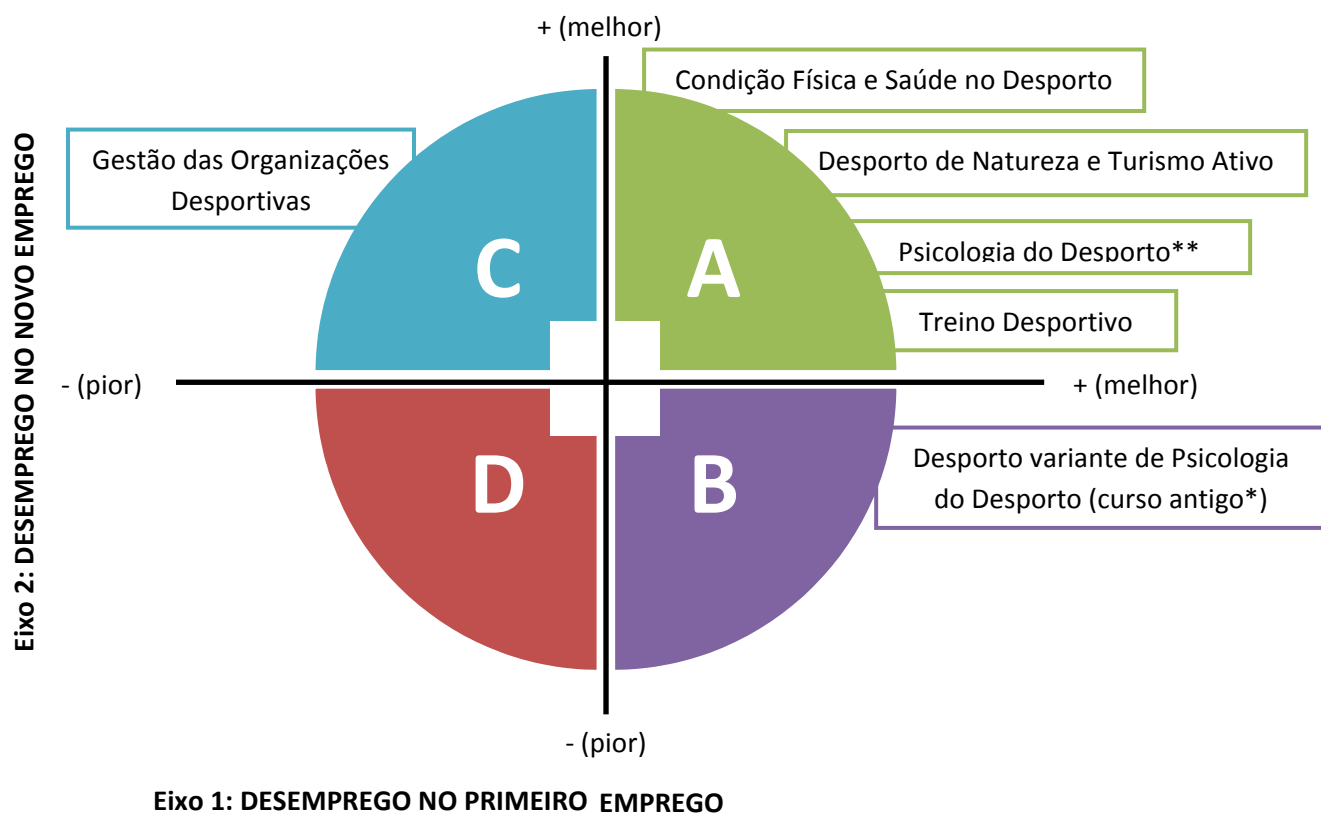 + (melhor)
Condição Física e Saúde no Desporto
Gestão das Organizações
Desportivas
Desporto de Natureza e Turismo Ativo
Psicologia do Desporto**
Treino Desportivo
C
A
- (pior)
+ (melhor)
D
B
Desporto variante de Psicologia
do Desporto (curso antigo*)
- (pior)
Eixo 2: DESEMPREGO NO NOVO EMPREGO
Eixo 1: DESEMPREGO NO PRIMEIRO EMPREGO